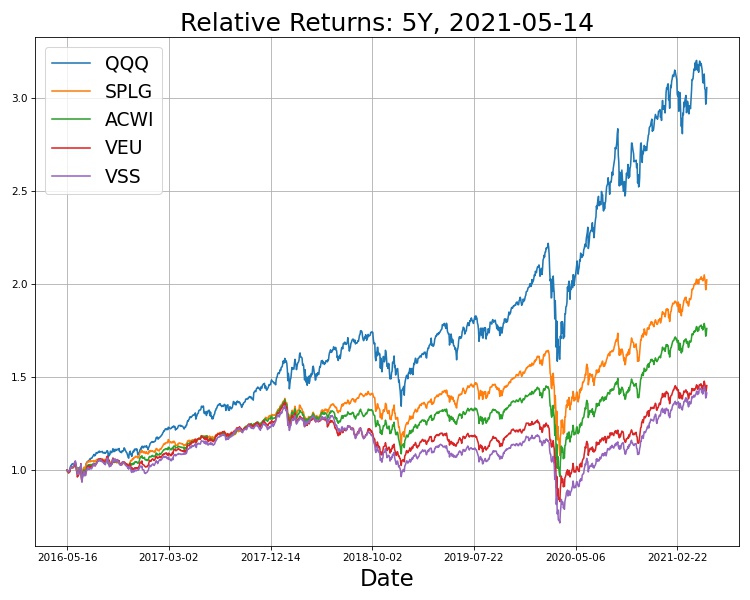 Relative Returns: 5Y, 2021-05-14
QQQ
SPLG
ACWI
VEU
VSS
3.0
2.5
2.0
1.5
1.0
2016-05-16 2017-03-02 2017-12-14 2018-10-02 2019-07-22 2020-05-06 2021-02-22
Date